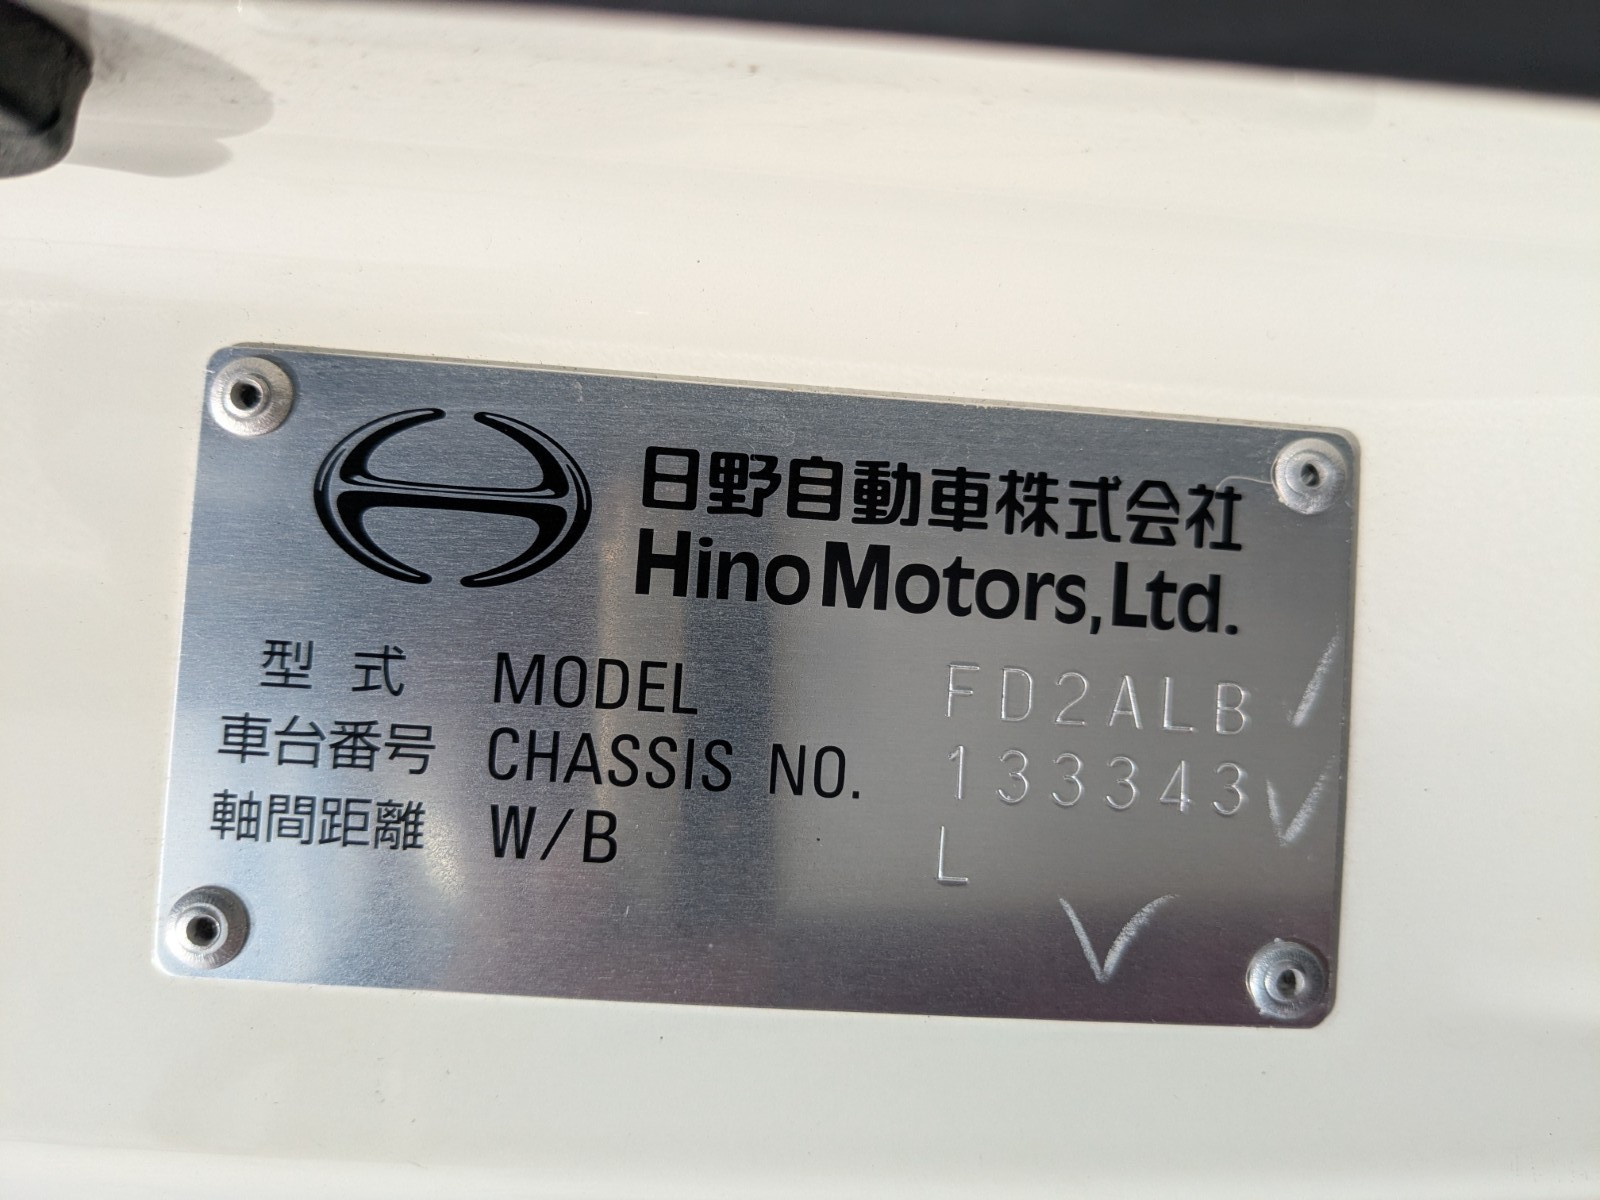 日野自動車株式会社
Hino Motors, Ltd.
型式 MODEL FD2ALB
車台番号 CHASSIS NO. 133343
軸間距離 W/B L